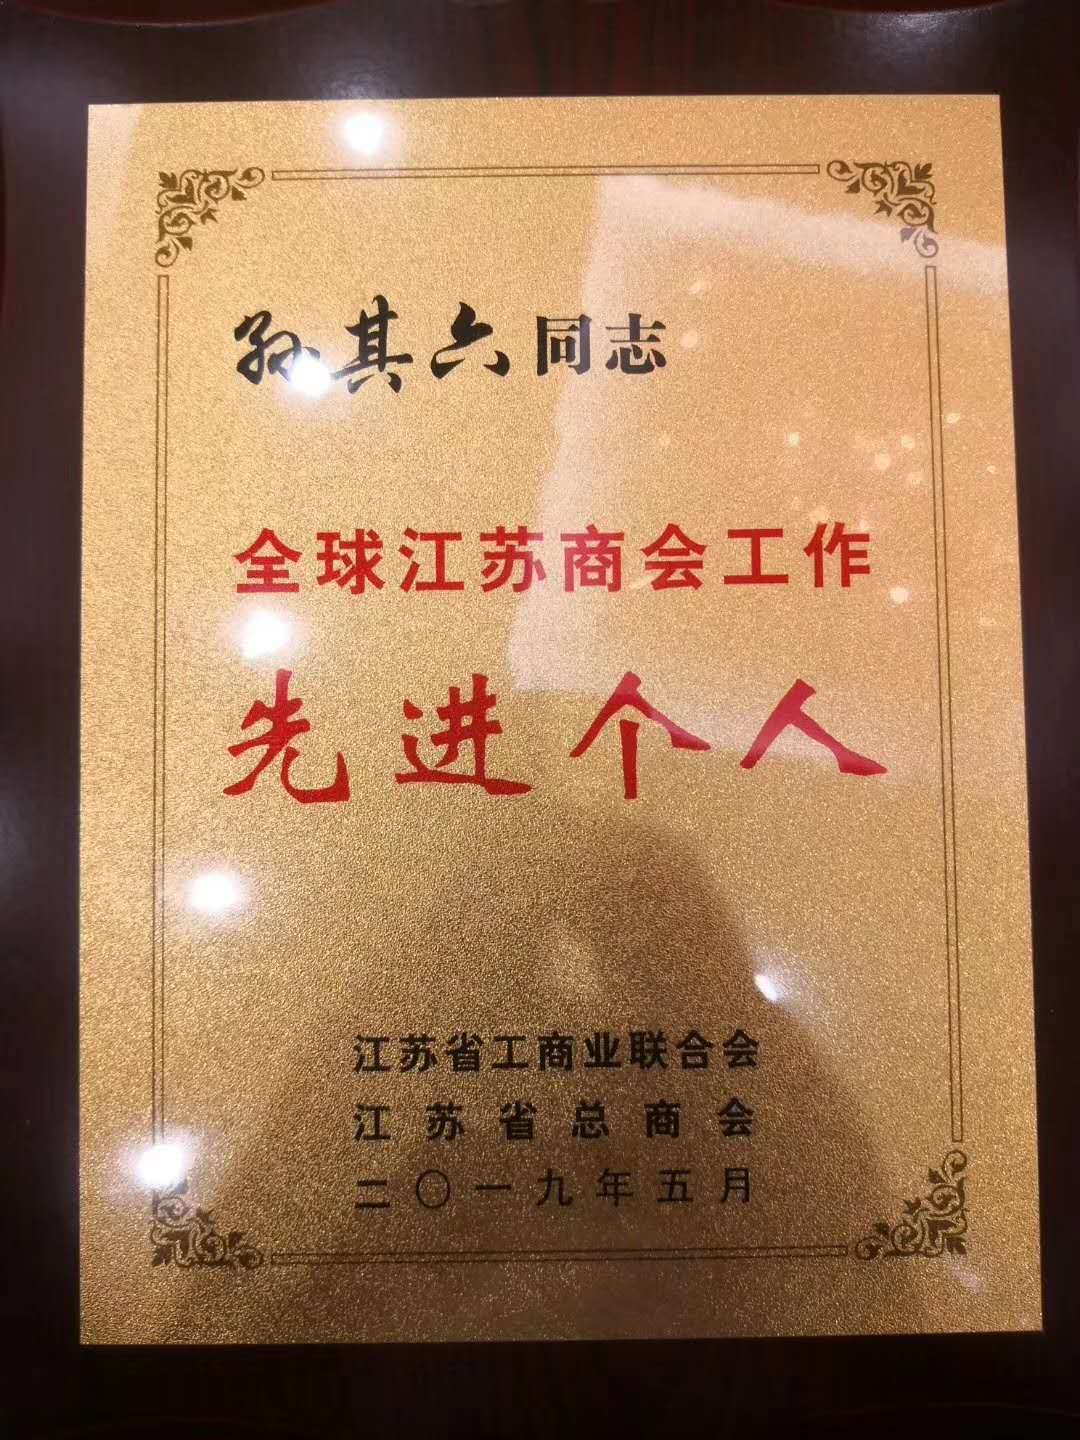 孙其六同志
全球江苏商会工作
先进个人
江苏省工商业联合会
江苏省总商会
二〇一九年五月